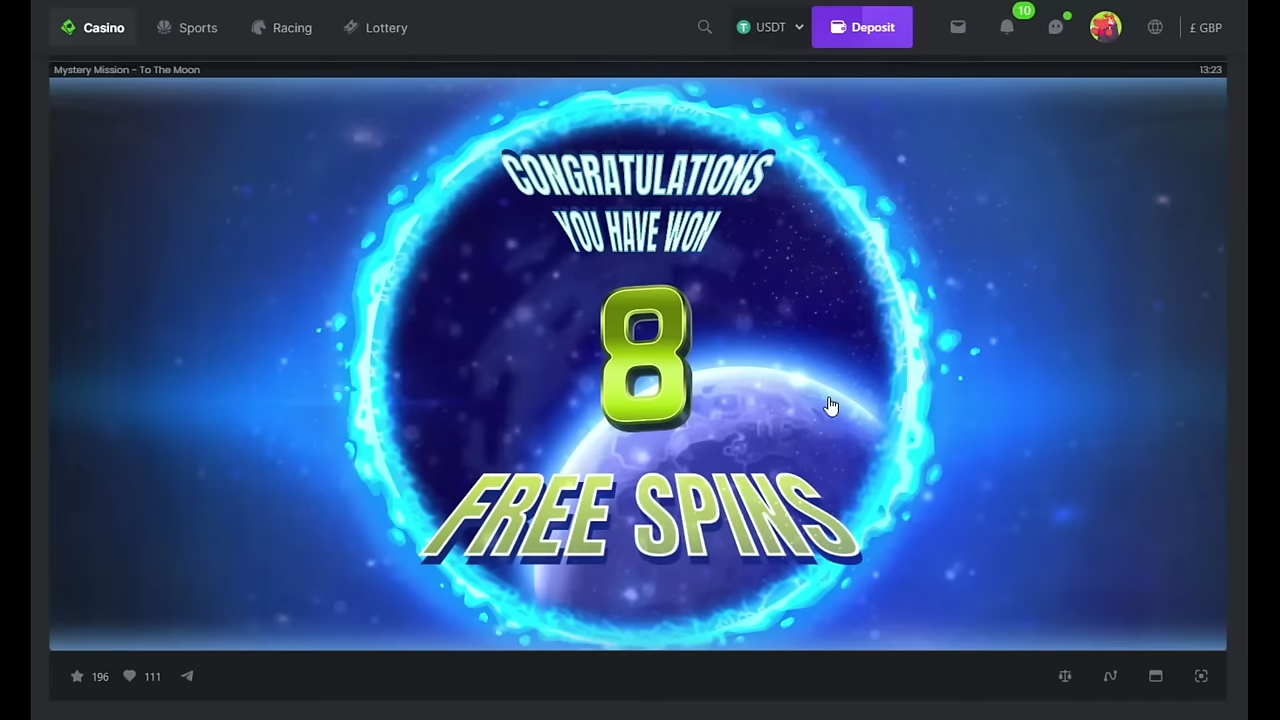 Casino Sports Racing Lottery USDT Deposit 10 £ GBP
Mystery Mission - To The Moon 13:23
CONGRATULATIONS
YOU HAVE WON
8
FREE SPINS
196 111